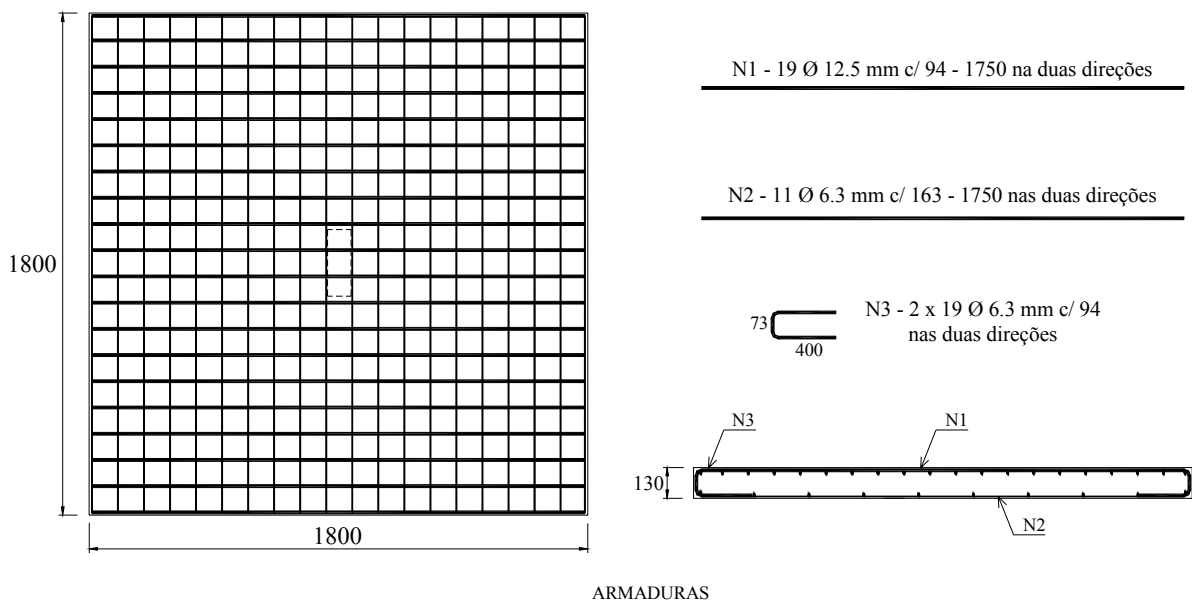 1800
1800
N1 - 19 Ø 12.5 mm c/ 94 - 1750 na duas direções
N2 - 11 Ø 6.3 mm c/ 163 - 1750 nas duas direções
73
400
N3 - 2 x 19 Ø 6.3 mm c/ 94
nas duas direções
N3
N1
130
N2
ARMADURAS